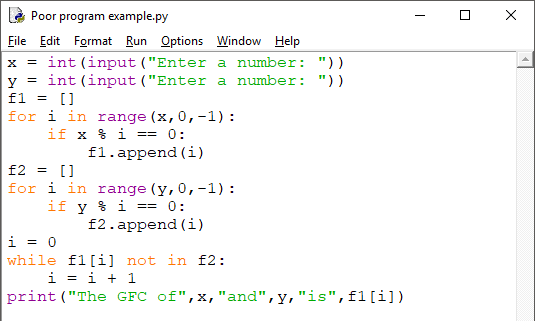 Poor program example.py
File Edit Format Run Options Window Help
x = int(input("Enter a number: "))
y = int(input("Enter a number: "))
f1 = []
for i in range(x,0,-1):
    if x % i == 0:
        f1.append(i)
f2 = []
for i in range(y,0,-1):
    if y % i == 0:
        f2.append(i)
i = 0
while f1[i] not in f2:
    i = i + 1
print("The GFC of",x,"and",y,"is",f1[i])